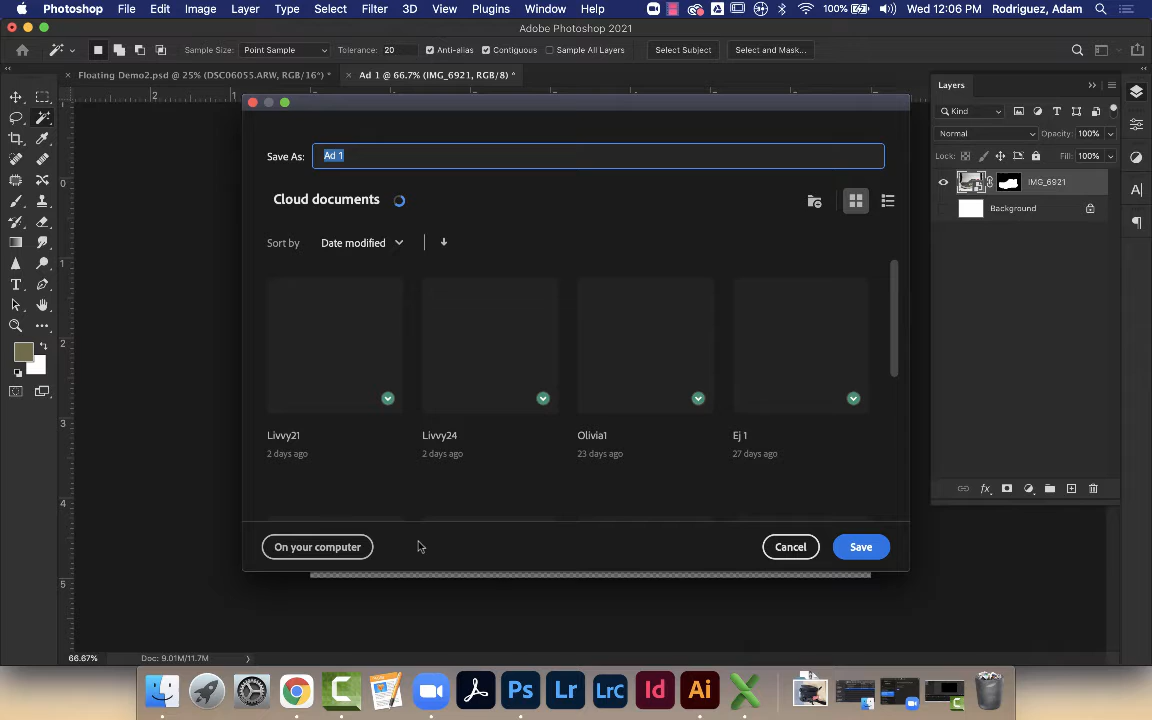 Photoshop File Edit Image Layer Type Select Filter 3D View Plugins Window Help 100% Wed 12:06 PM Rodriguez, Adam
Adobe Photoshop 2021
Sample Size: Point Sample Tolerance: 20 Anti-alias Contiguous Sample All Layers Select Subject Select and Mask...
× Floating Demo2.psd @ 25% (DSC06055.ARW, RGB/16*) * × Ad 1 @ 66.7% (IMG_6921, RGB/8) *
Layers
Kind
Normal Opacity: 100%
Lock: Fill: 100%
IMG_6921
Background
Save As: Ad 1
Cloud documents
Sort by Date modified
Livvy21 Livvy24 Olivia1 Ej 1
2 days ago 2 days ago 23 days ago 27 days ago
On your computer Cancel Save
66.67% Doc: 9.01M/11.7M
Ps Lr LrC Id Ai